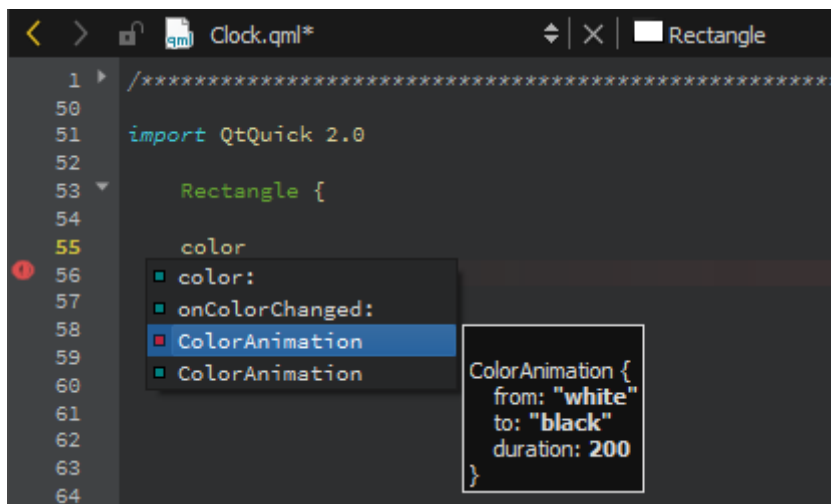 qml Clock.qml* Rectangle
1 /******************************************************
50
51 import QtQuick 2.0
52
53 Rectangle {
54
55 color
56 color:
57 onColorChanged:
58 ColorAnimation
59 ColorAnimation
60
61
62
63
64
ColorAnimation {
from: "white"
to: "black"
duration: 200
}